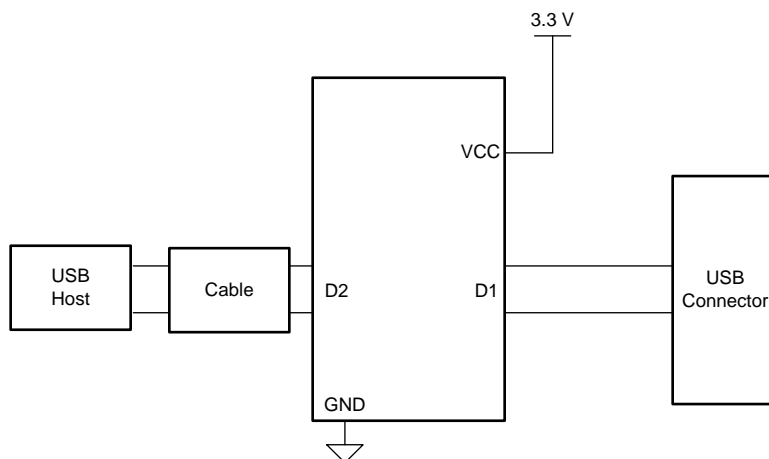 3.3 V
VCC
USB
Host
Cable
D2
D1
USB
Connector
GND